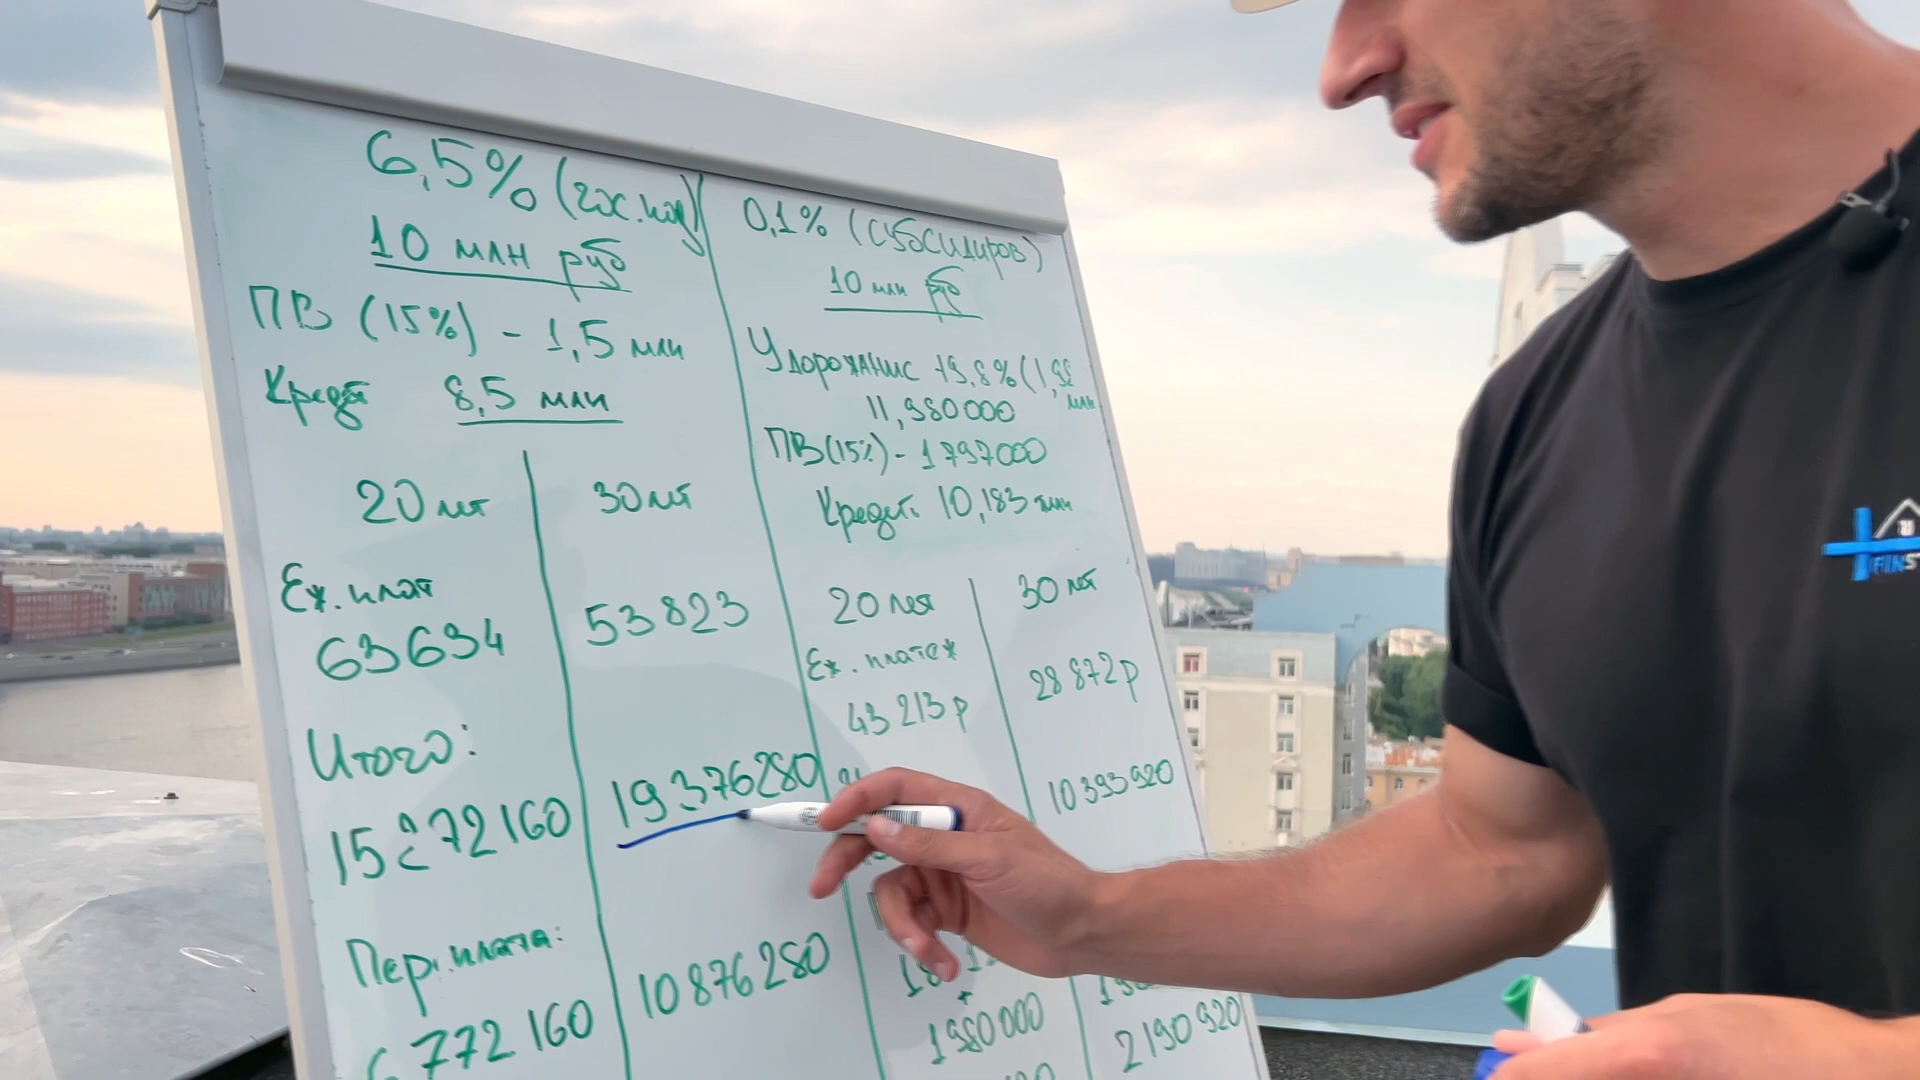 6,5% (гос.под)
10 млн руб
ПВ (15%) - 1,5 млн
Кредит 8,5 млн
20 лет
30 лет
Еж. плат
63634
53823
Итого:
15272160
19376280
Переплата:
6772160
10876280
0,1% (субсидиров)
10 млн руб
Удорожание 19,8% (1,98 млн
11,980000
ПВ (15%) - 1797000
Кредит. 10,183 млн
20 лет
30 лет
Еж. платеж
43213 р
28872 р
10393920
+
1980000
2190920